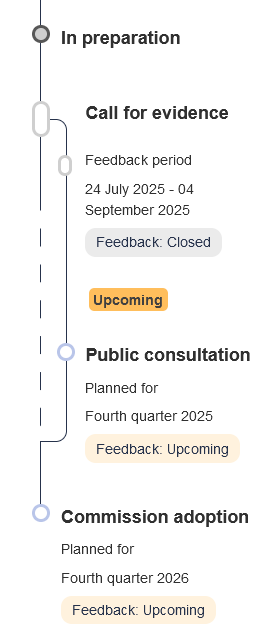 In preparation
Call for evidence
Feedback period
24 July 2025 - 04
September 2025
Feedback: Closed
Upcoming
Public consultation
Planned for
Fourth quarter 2025
Feedback: Upcoming
Commission adoption
Planned for
Fourth quarter 2026
Feedback: Upcoming